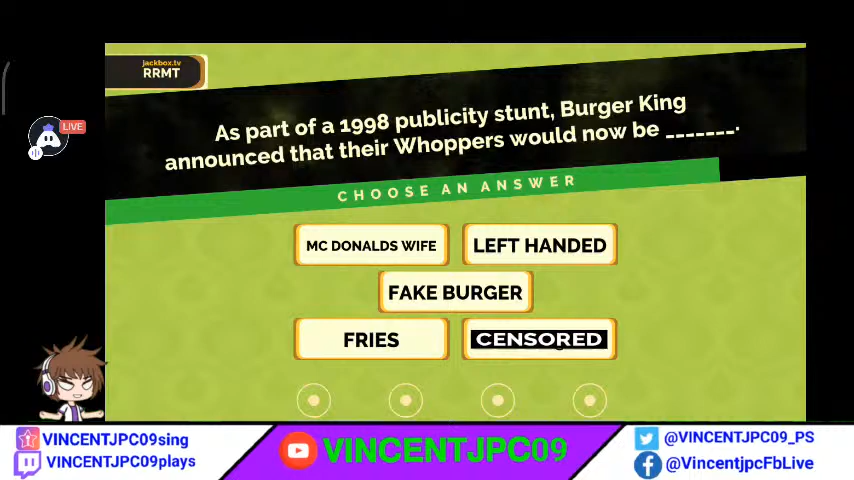 jackbox.tv
RRMT
As part of a 1998 publicity stunt, Burger King
announced that their Whoppers would now be _______.
CHOOSE AN ANSWER
MC DONALDS WIFE
LEFT HANDED
FAKE BURGER
FRIES
CENSORED
LIVE
VINCENTJPC09sing
VINCENTJPC09plays
VINCENTJPC09
@VINCENTJPC09_PS
@VincentjpcFbLive